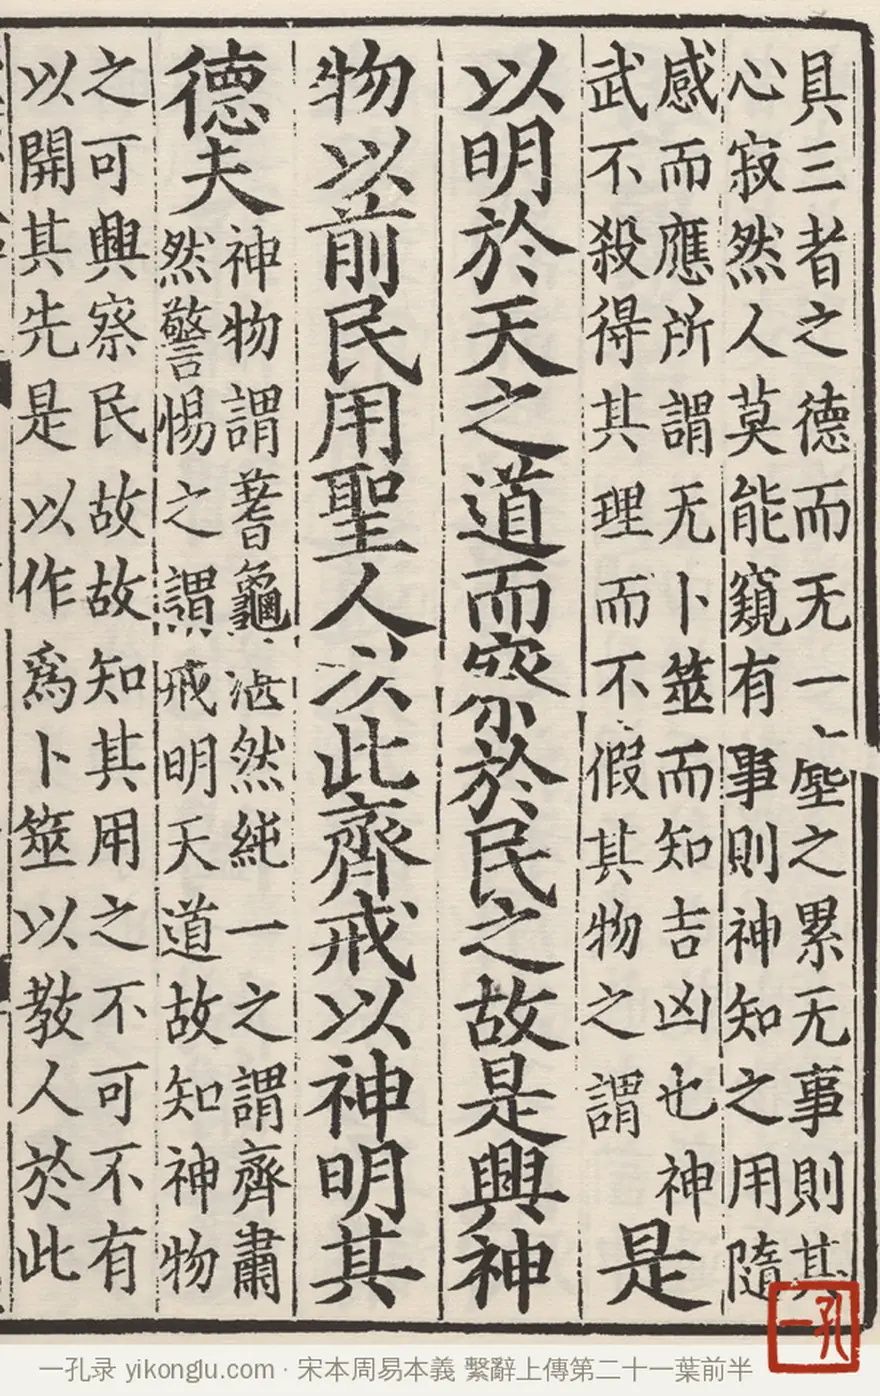 具三者之德而无一塵之累无事則其
心寂然人莫能窺有事則神知之用隨
感而應所謂无卜筮而知吉凶也神
武不殺得其理而不假其物之謂
是
以明於天之道而察於民之故是興神
物以前民用聖人以此齊戒以神明其
德夫
神物謂蓍龜湛然純一之謂齊肅
然警惕之謂戒明天道故知神物
之可興察民故故知其用之不可不有
以開其先是以作爲卜筮以教人於此
一孔
一孔录 yikonglu.com · 宋本周易本義 繫辭上傳第二十一葉前半